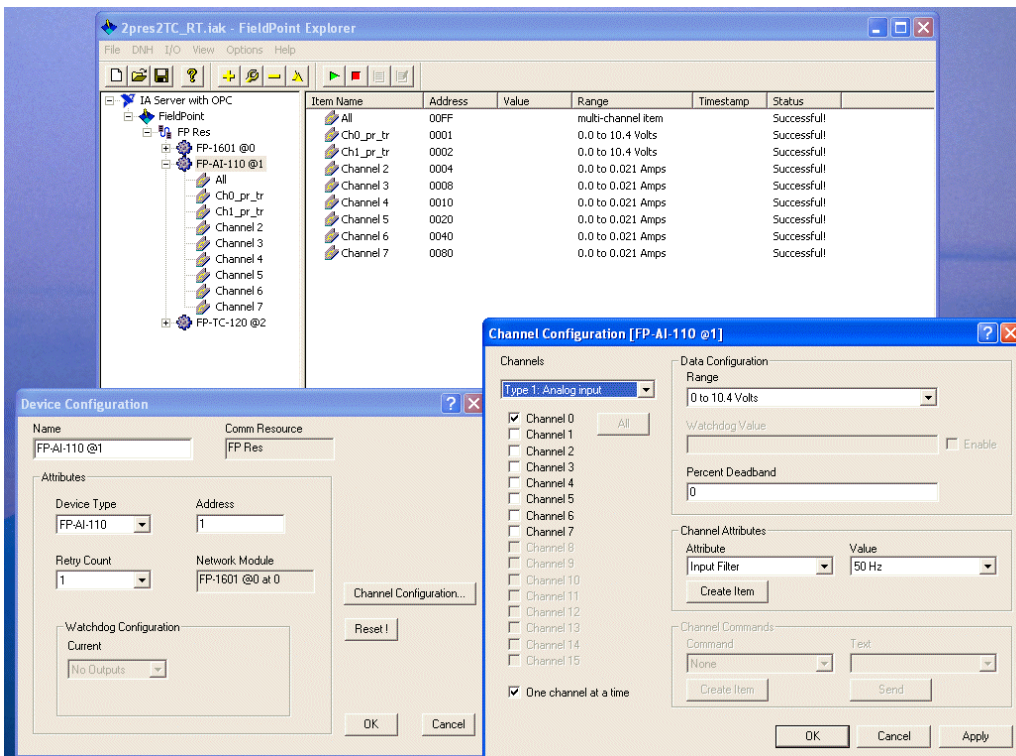 2pres2TC_RT.iak - FieldPoint Explorer
File DNH I/O View Options Help
IA Server with OPC
FieldPoint
FP Res
FP-1601 @0
FP-AI-110 @1
All
Ch0_pr_tr
Ch1_pr_tr
Channel 2
Channel 3
Channel 4
Channel 5
Channel 6
Channel 7
FP-TC-120 @2
Item Name Address Value Range Timestamp Status
All 00FF multi-channel item Successful!
Ch0_pr_tr 0001 0.0 to 10.4 Volts Successful!
Ch1_pr_tr 0002 0.0 to 10.4 Volts Successful!
Channel 2 0004 0.0 to 0.021 Amps Successful!
Channel 3 0008 0.0 to 0.021 Amps Successful!
Channel 4 0010 0.0 to 0.021 Amps Successful!
Channel 5 0020 0.0 to 0.021 Amps Successful!
Channel 6 0040 0.0 to 0.021 Amps Successful!
Channel 7 0080 0.0 to 0.021 Amps Successful!
Device Configuration
Name Comm Resource
FP-AI-110 @1 FP Res
Attributes
Device Type Address
FP-AI-110 1
Retry Count Network Module
1 FP-1601 @0 at 0
Channel Configuration...
Reset !
Watchdog Configuration
Current
No Outputs
OK Cancel
Channel Configuration [FP-AI-110 @1]
Channels
Type 1: Analog input
All
Channel 0
Channel 1
Channel 2
Channel 3
Channel 4
Channel 5
Channel 6
Channel 7
Channel 8
Channel 9
Channel 10
Channel 11
Channel 12
Channel 13
Channel 14
Channel 15
One channel at a time
Data Configuration
Range
0 to 10.4 Volts
Watchdog Value
Enable
Percent Deadband
0
Channel Attributes
Attribute Value
Input Filter 50 Hz
Create Item
Channel Commands
Command Text
None
Create Item Send
OK Cancel Apply